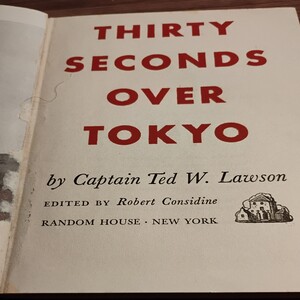 THIRTY
SECONDS
OVER
TOKYO
by Captain Ted W. Lawson
EDITED BY Robert Considine
RANDOM HOUSE · NEW YORK